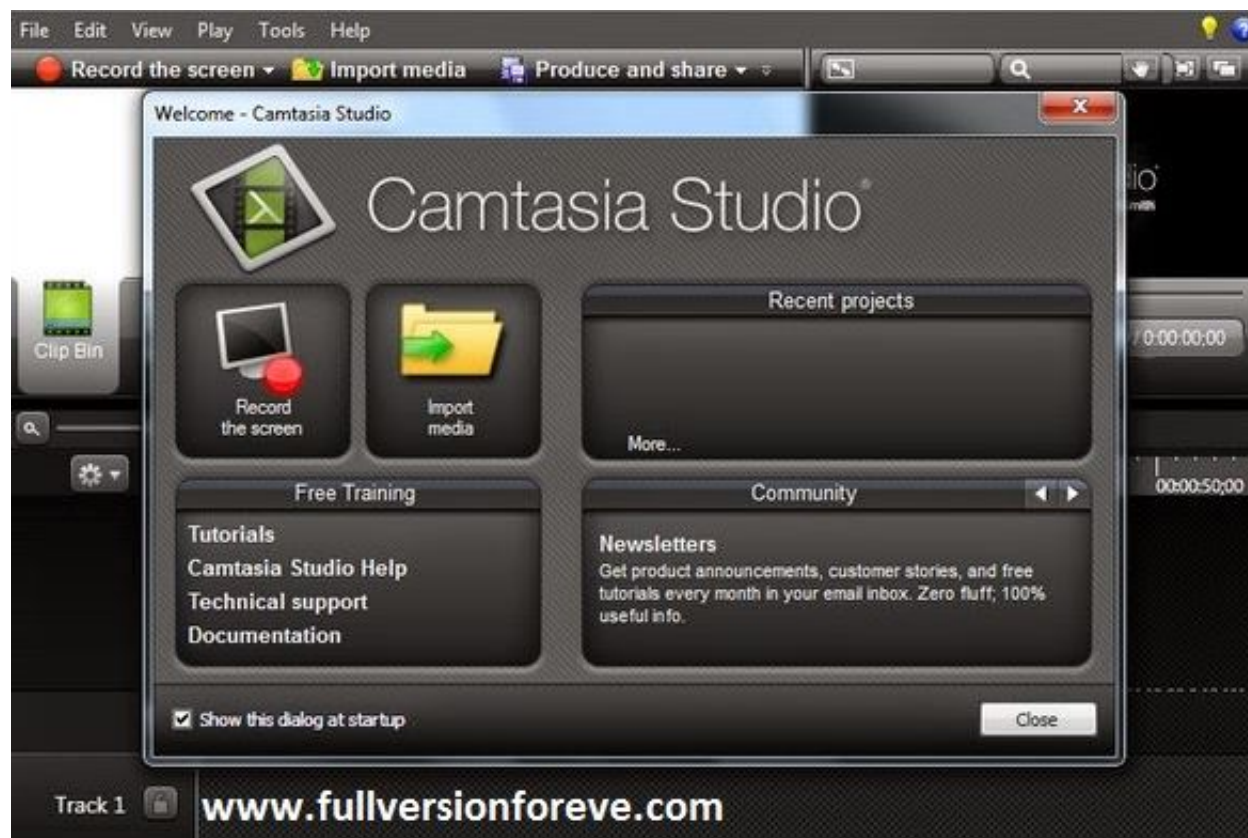 File Edit View Play Tools Help
Record the screen Import media Produce and share
Welcome - Camtasia Studio
Camtasia Studio®
Recent projects
Clip Bin
/ 0:00:00;00
Record
the screen
Import
media
More...
Free Training
Community
00:00:50;00
Tutorials
Camtasia Studio Help
Technical support
Documentation
Newsletters
Get product announcements, customer stories, and free
tutorials every month in your email inbox. Zero fluff; 100%
useful info.
Show this dialog at startup
Close
Track 1
www.fullversionforeve.com